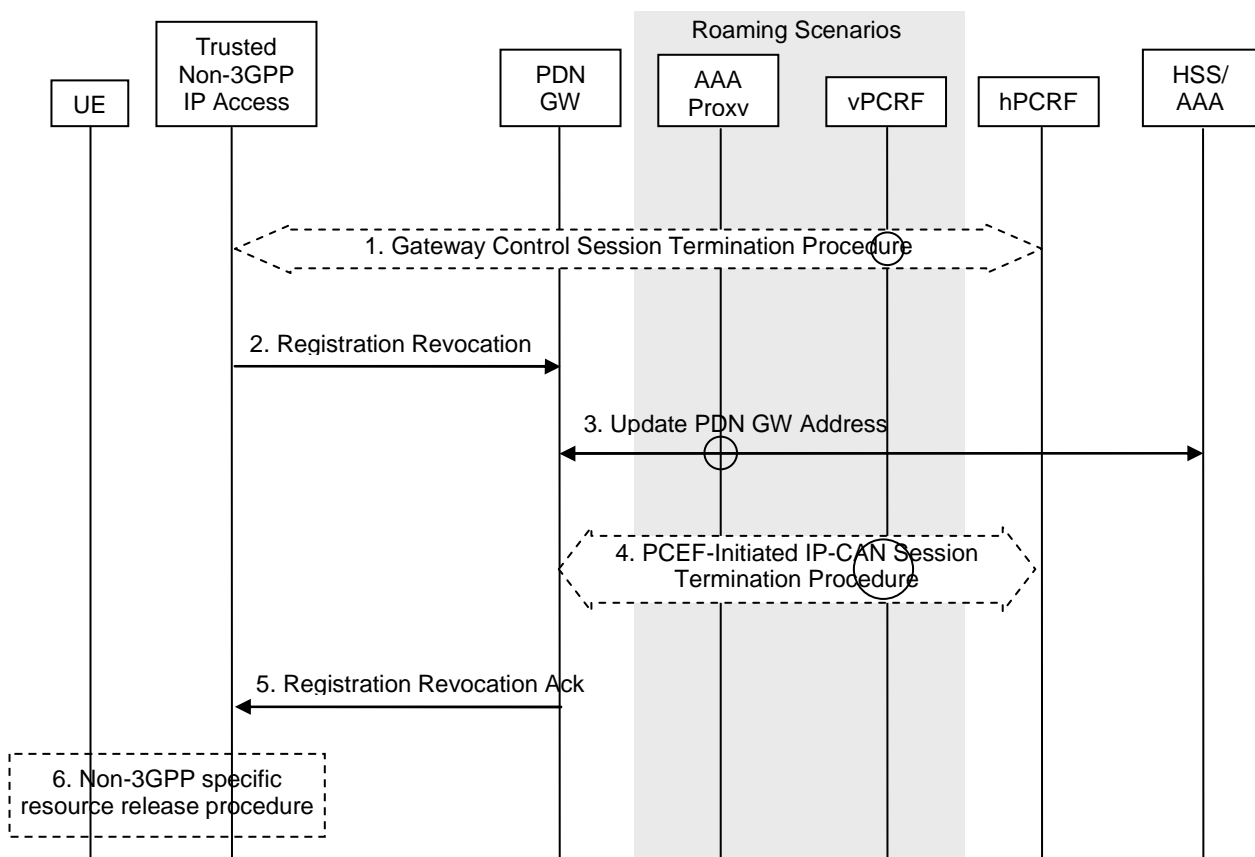 Roaming Scenarios
UE
Trusted
Non-3GPP
IP Access
PDN
GW
AAA
Proxv
vPCRF
hPCRF
HSS/
AAA
1. Gateway Control Session Termination Procedure
2. Registration Revocation
3. Update PDN GW Address
4. PCEF-Initiated IP-CAN Session
Termination Procedure
5. Registration Revocation Ack
6. Non-3GPP specific
resource release procedure